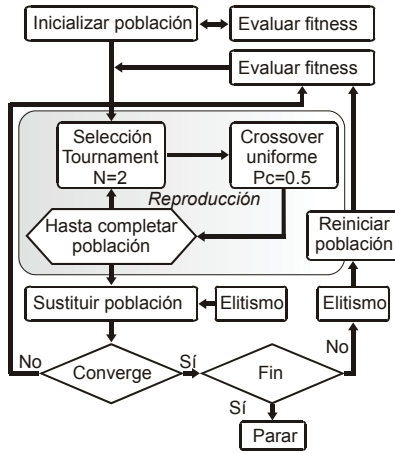 Inicializar población
Evaluar fitness
Evaluar fitness
Selección
Tournament
N=2
Crossover
uniforme
Pc=0.5
Reproducción
Hasta completar
población
Reiniciar
población
Sustituir población
Elitismo
Elitismo
No
Converge
Sí
Fin
No
Sí
Parar